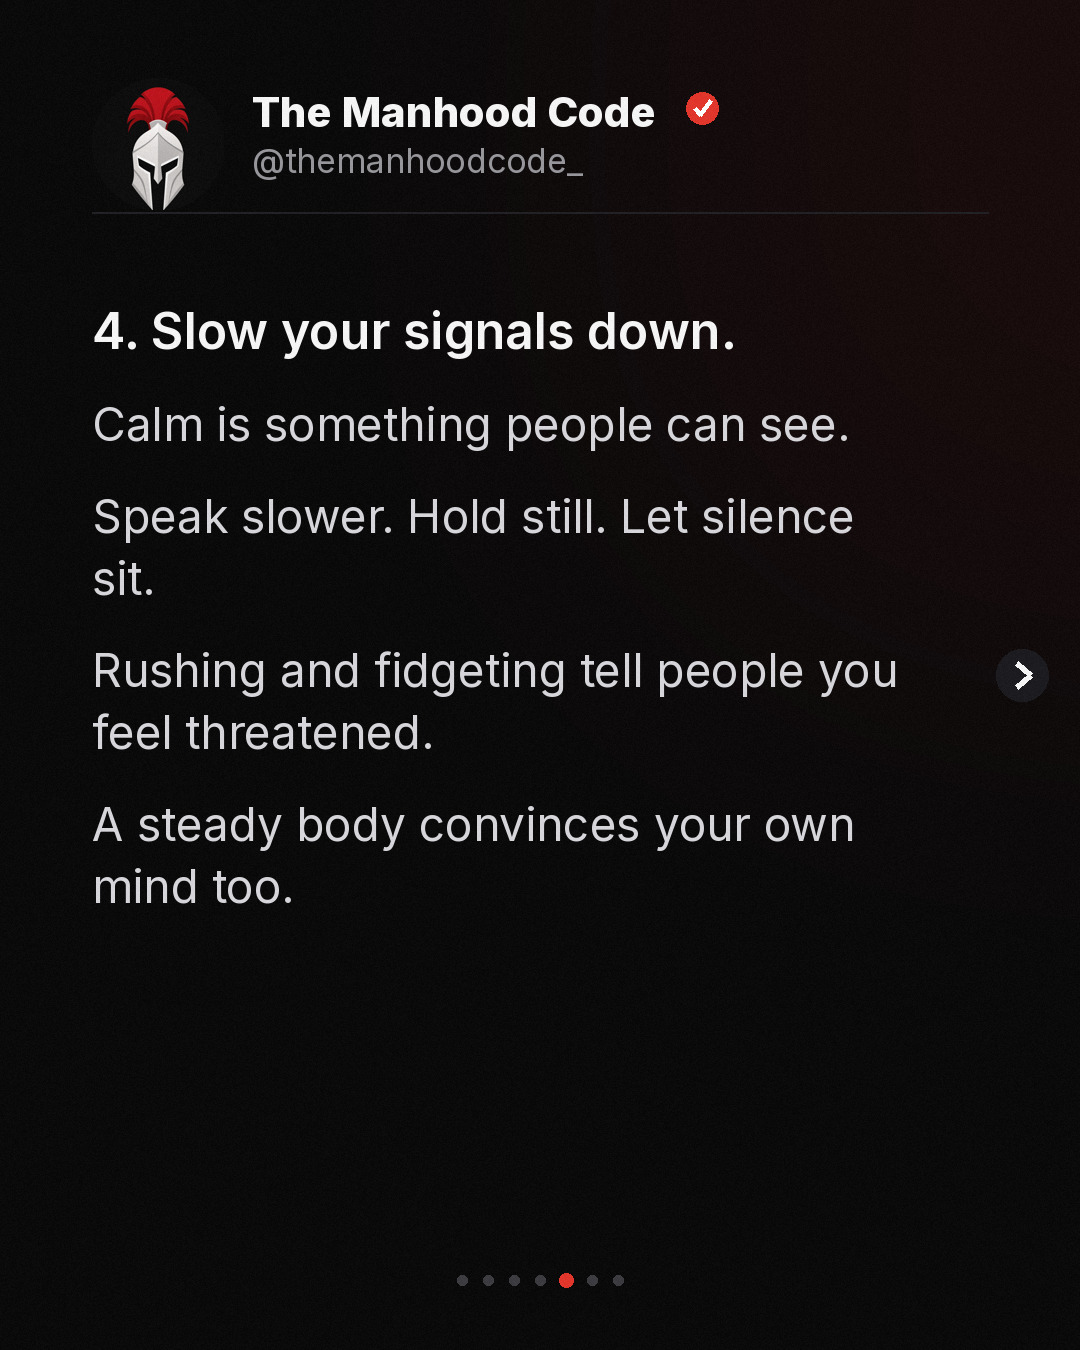 The Manhood Code
@themanhoodcode_
4. Slow your signals down.
Calm is something people can see.
Speak slower. Hold still. Let silence
sit.
Rushing and fidgeting tell people you
feel threatened.
A steady body convinces your own
mind too.